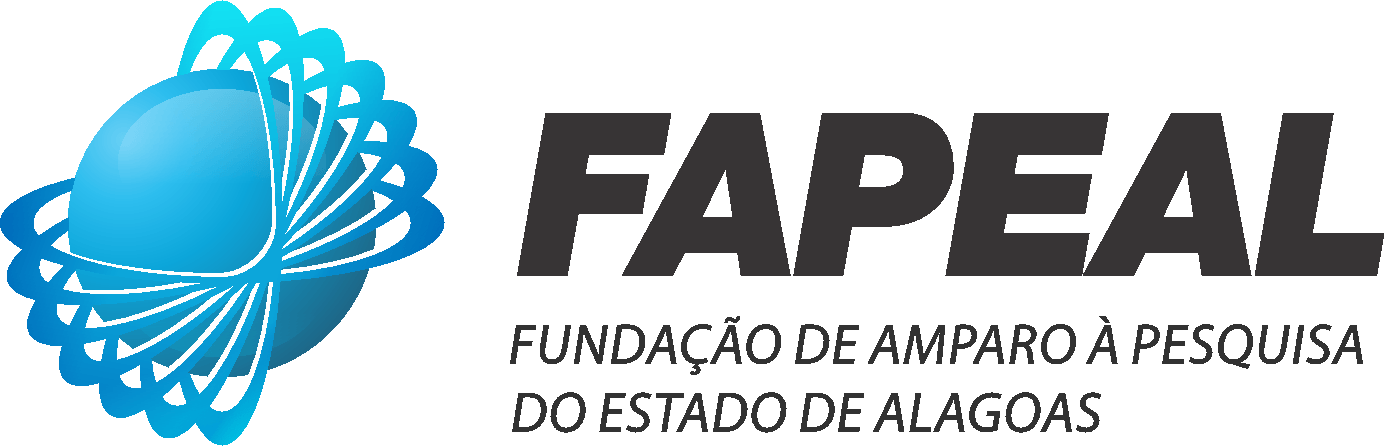 FAPEAL
FUNDAÇÃO DE AMPARO À PESQUISA
DO ESTADO DE ALAGOAS